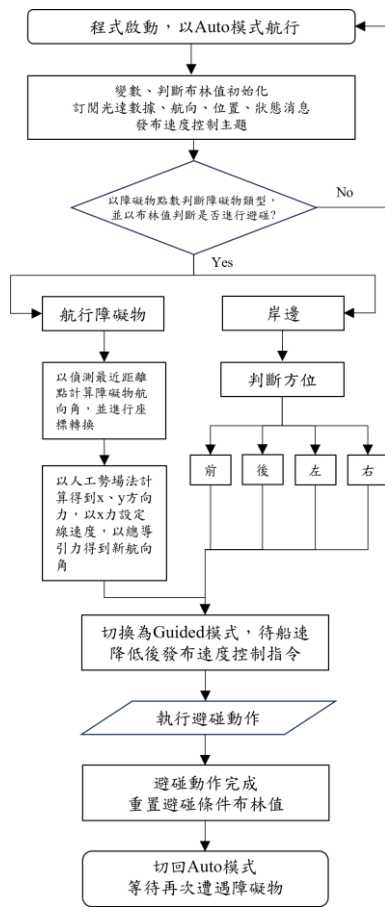 程式啟動，以Auto模式航行
變數、判斷布林值初始化
訂閱光達數據、航向、位置、狀態消息
發布速度控制主題
以障礙物點數判斷障礙物類型，
並以布林值判斷是否進行避碰?
No
Yes
航行障礙物
岸邊
以偵測最近距離
點計算障礙物航
向角，並進行座
標轉換
判斷方位
前
後
左
右
以人工勢場法計
算得到x、y方向
力，以x力設定
線速度，以總導
引力得到新航向
角
切換為Guided模式，待船速
降低後發布速度控制指令
執行避碰動作
避碰動作完成
重置避碰條件布林值
切回Auto模式
等待再次遭遇障礙物